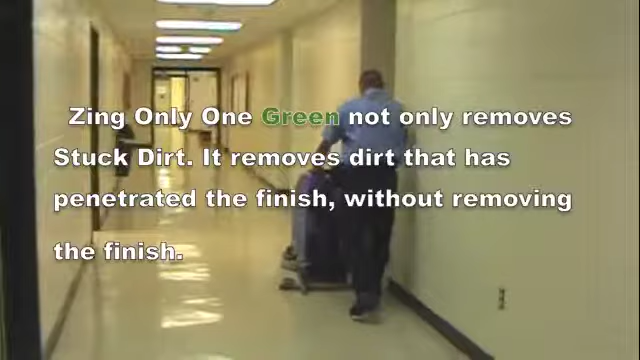 Zing Only One Green not only removes
Stuck Dirt. It removes dirt that has
penetrated the finish, without removing
the finish.